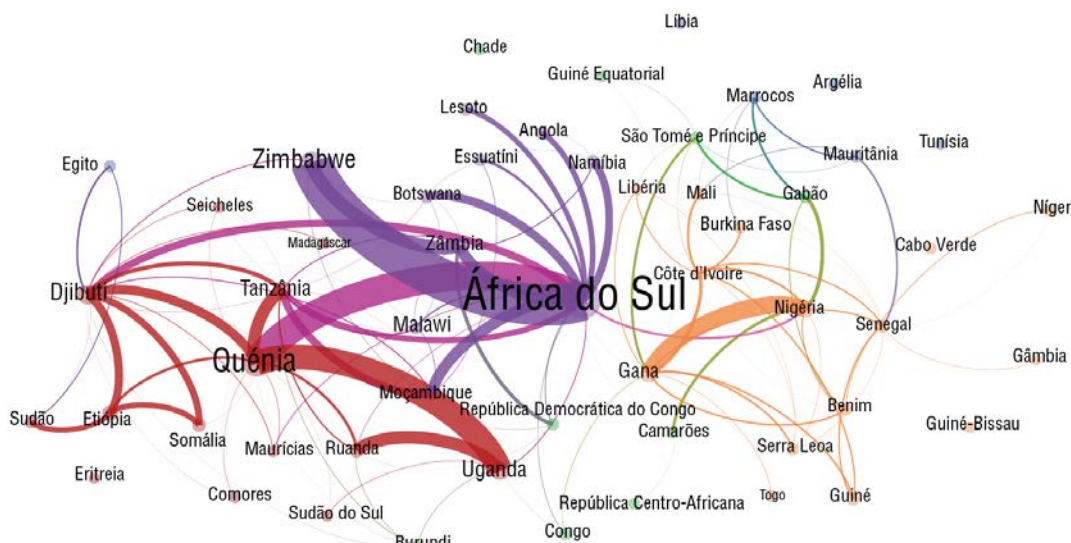 Líbia
Chade
Guiné Equatorial
Argélia
Marrocos
Lesoto
Angola
São Tomé e Príncipe
Tunísia
Egito
Zimbabwe
Essuatíni
Namíbia
Mauritânia
Botswana
Libéria
Mali
Gabão
Seicheles
Níger
Burkina Faso
Madagáscar
Zâmbia
Cabo Verde
Côte d'Ivoire
Djibuti
Tanzânia
África do Sul
Nigéria
Malawi
Senegal
Quénia
Gana
Gâmbia
Moçambique
República Democrática do Congo
Benim
Sudão
Etiópia
Camarões
Guiné-Bissau
Somália
Maurícias
Ruanda
Serra Leoa
Uganda
Eritreia
Comores
Togo
Guiné
República Centro-Africana
Sudão do Sul
Congo
Burundi